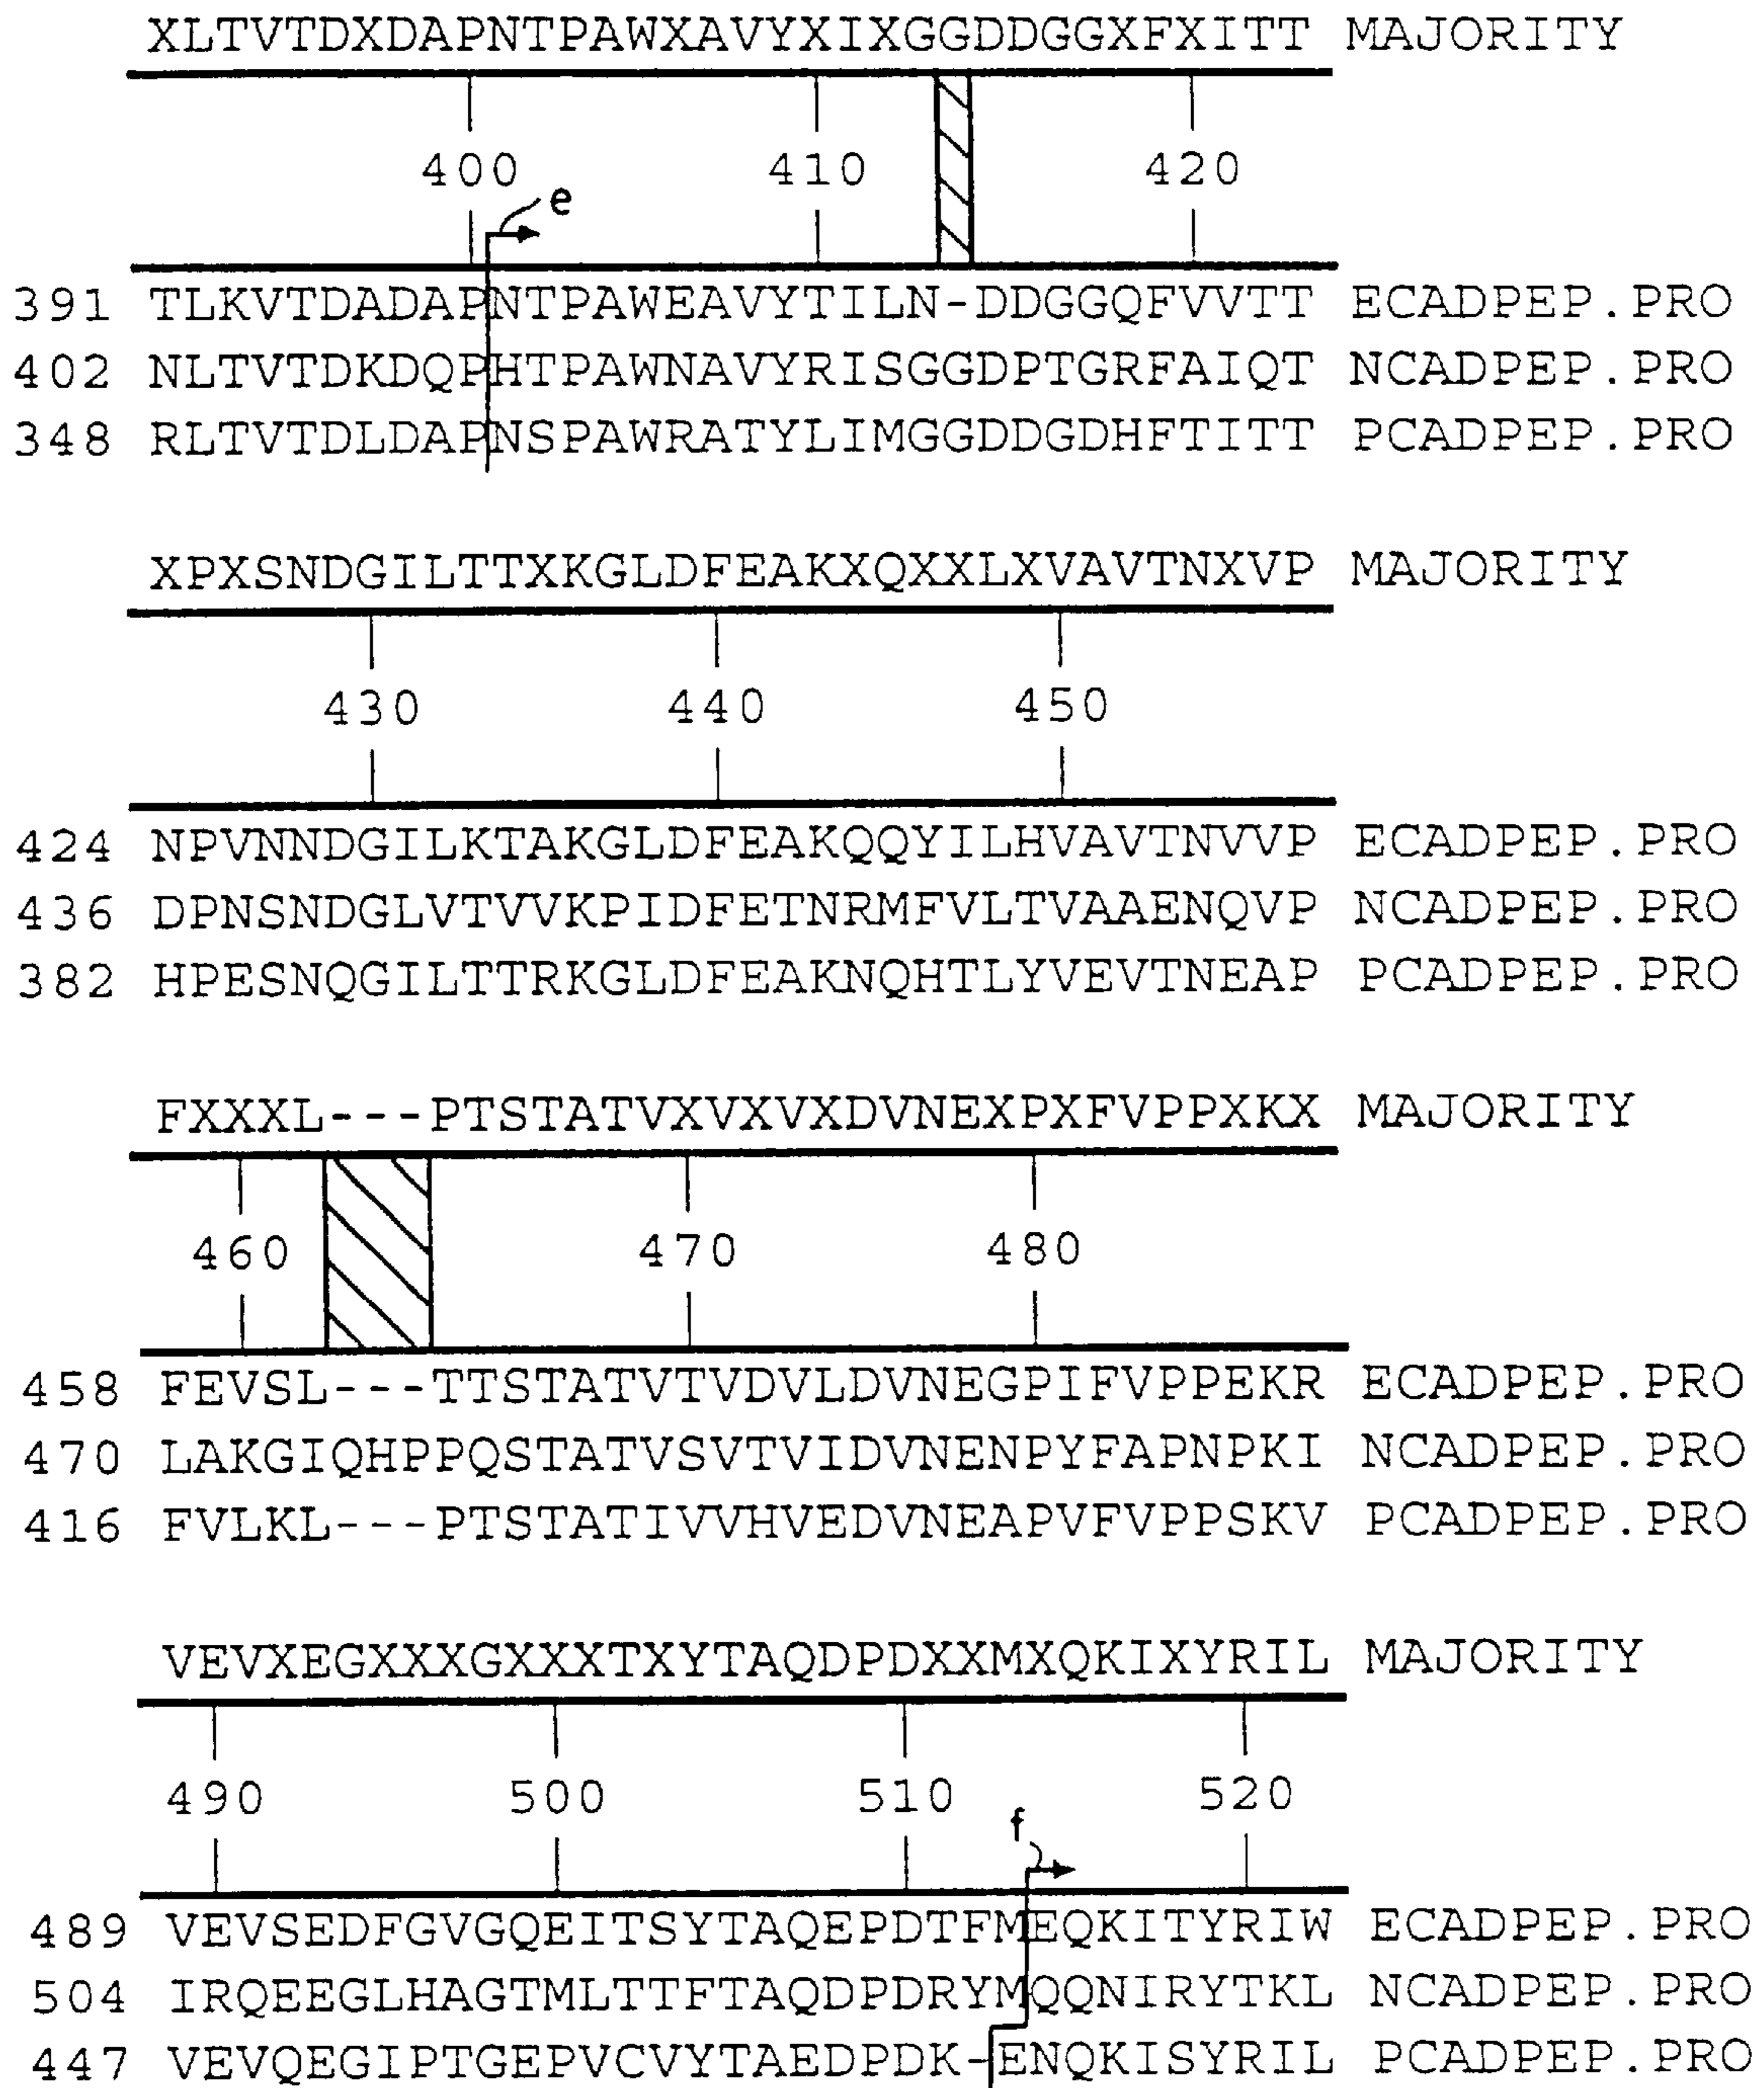 XLTVTDXDAPNTPAWXAVYXIXGGDDGGXFXITT MAJORITY
400 410 420
e
391 TLKVTDADAPNTPAWEAVYTILN-DDGGQFVVTT ECADPEP.PRO
402 NLTVTDKDQPHTPAWNAVYRISGGDPTGRFAIQT NCADPEP.PRO
348 RLTVTDLDAPNSPAWRATYLIMGGDDGDHFTITT PCADPEP.PRO
XPXSNDGILTTXKGLDFEAKXQXXLXVAVTNXVP MAJORITY
430 440 450
424 NPVNNDGILKTAKGLDFEAKQQYILHVAVTNVVP ECADPEP.PRO
436 DPNSNDGLVTVVKPIDFETNRMFVLTVAAENQVP NCADPEP.PRO
382 HPESNQGILTTRKGLDFEAKNQHTLYVEVTNEAP PCADPEP.PRO
FXXXL---PTSTATVXVXVXDVNEXPXFVPPXKX MAJORITY
460 470 480
458 FEVSL---TTSTATVTVDVLDVNEGPIFVPPEKR ECADPEP.PRO
470 LAKGIQHPPQSTATVSVTVIDVNENPYFAPNPKI NCADPEP.PRO
416 FVLKL---PTSTATIVVHVEDVNEAPVFVPPSKV PCADPEP.PRO
VEVXEGXXXGXXXTXYTAQDPDXXMXQKIXYRIL MAJORITY
490 500 510 520
f
489 VEVSEDFGVGQEITSYTAQEPDTFMEQKITYRIW ECADPEP.PRO
504 IRQEEGLHAGTMLTTFTAQDPDRYMQQNIRYTKL NCADPEP.PRO
447 VEVQEGIPTGEPVCVYTAEDPDK-ENQKISYRIL PCADPEP.PRO